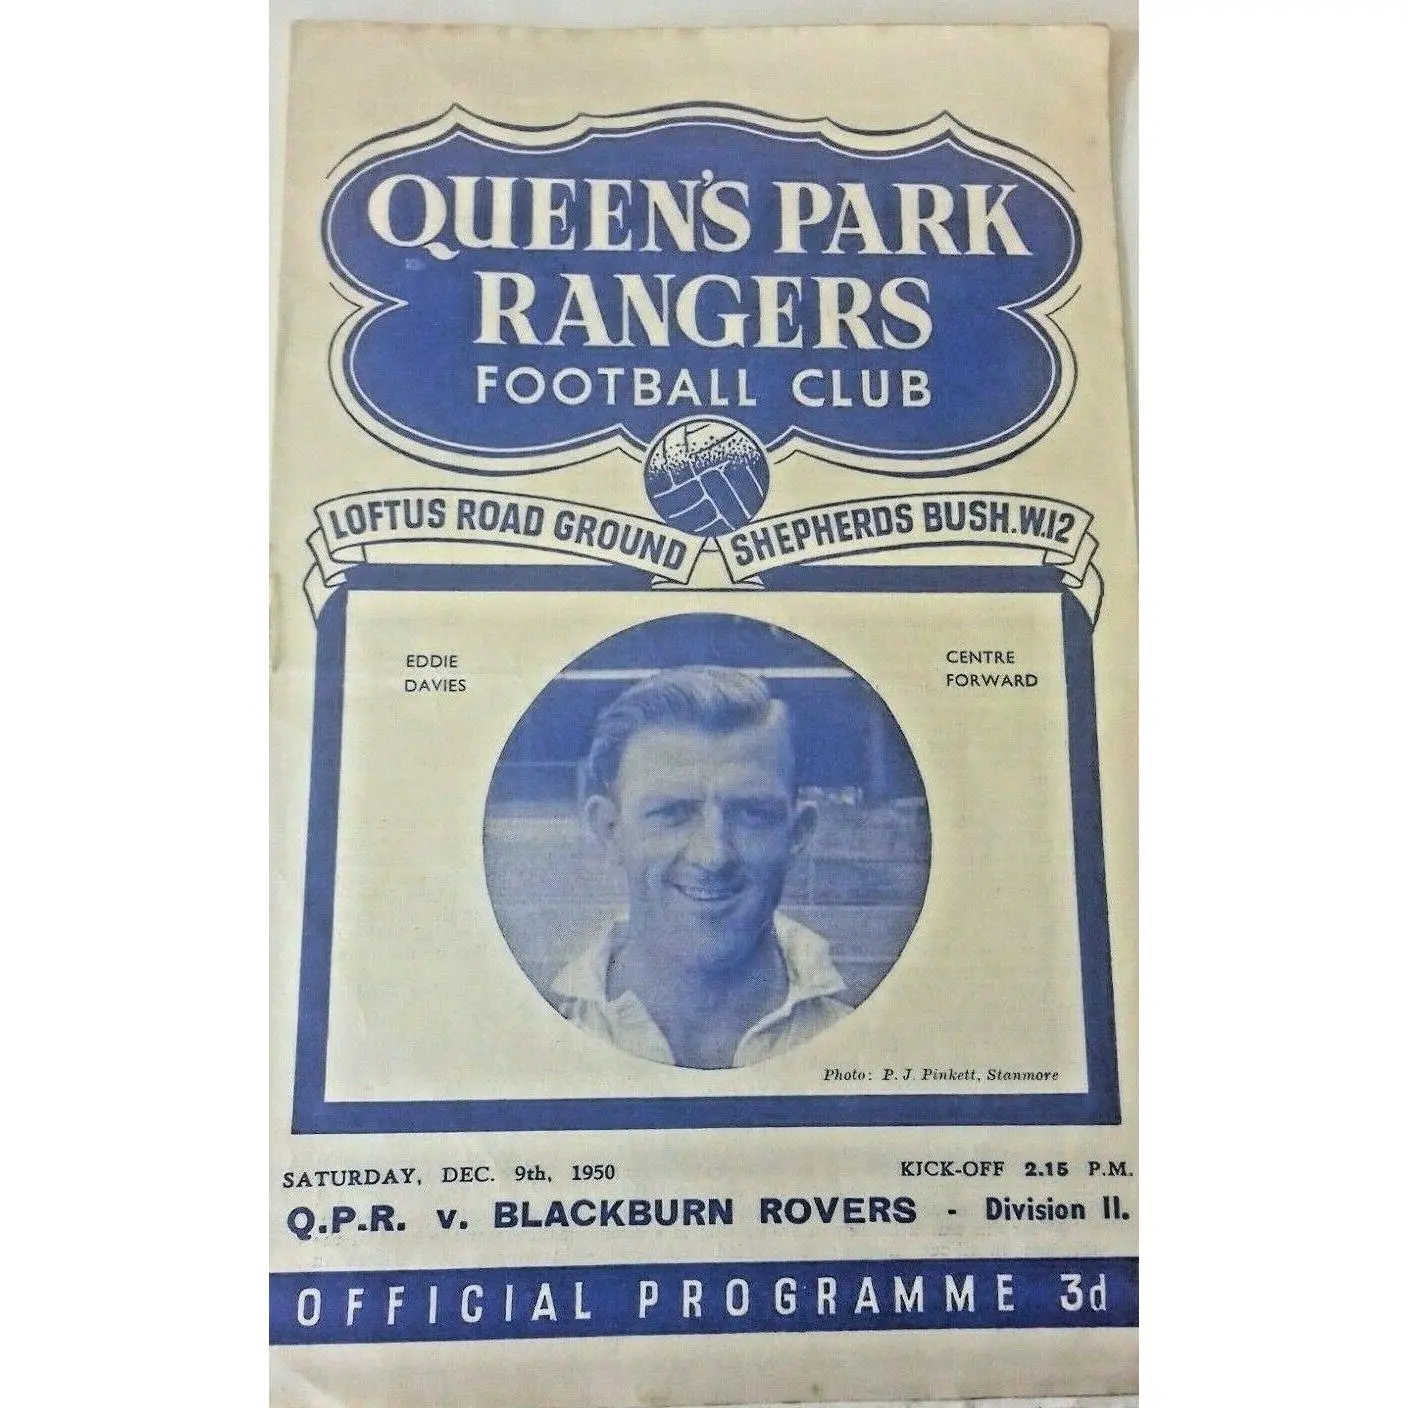 QUEEN'S PARK
RANGERS
FOOTBALL CLUB
LOFTUS ROAD GROUND
SHEPHERDS BUSH.W.12
EDDIE
DAVIES
CENTRE
FORWARD
Photo: P. J. Pinkett, Stanmore
SATURDAY, DEC. 9th, 1950
KICK-OFF 2.15 P.M.
Q.P.R. v. BLACKBURN ROVERS - Division II.
OFFICIAL PROGRAMME 3d